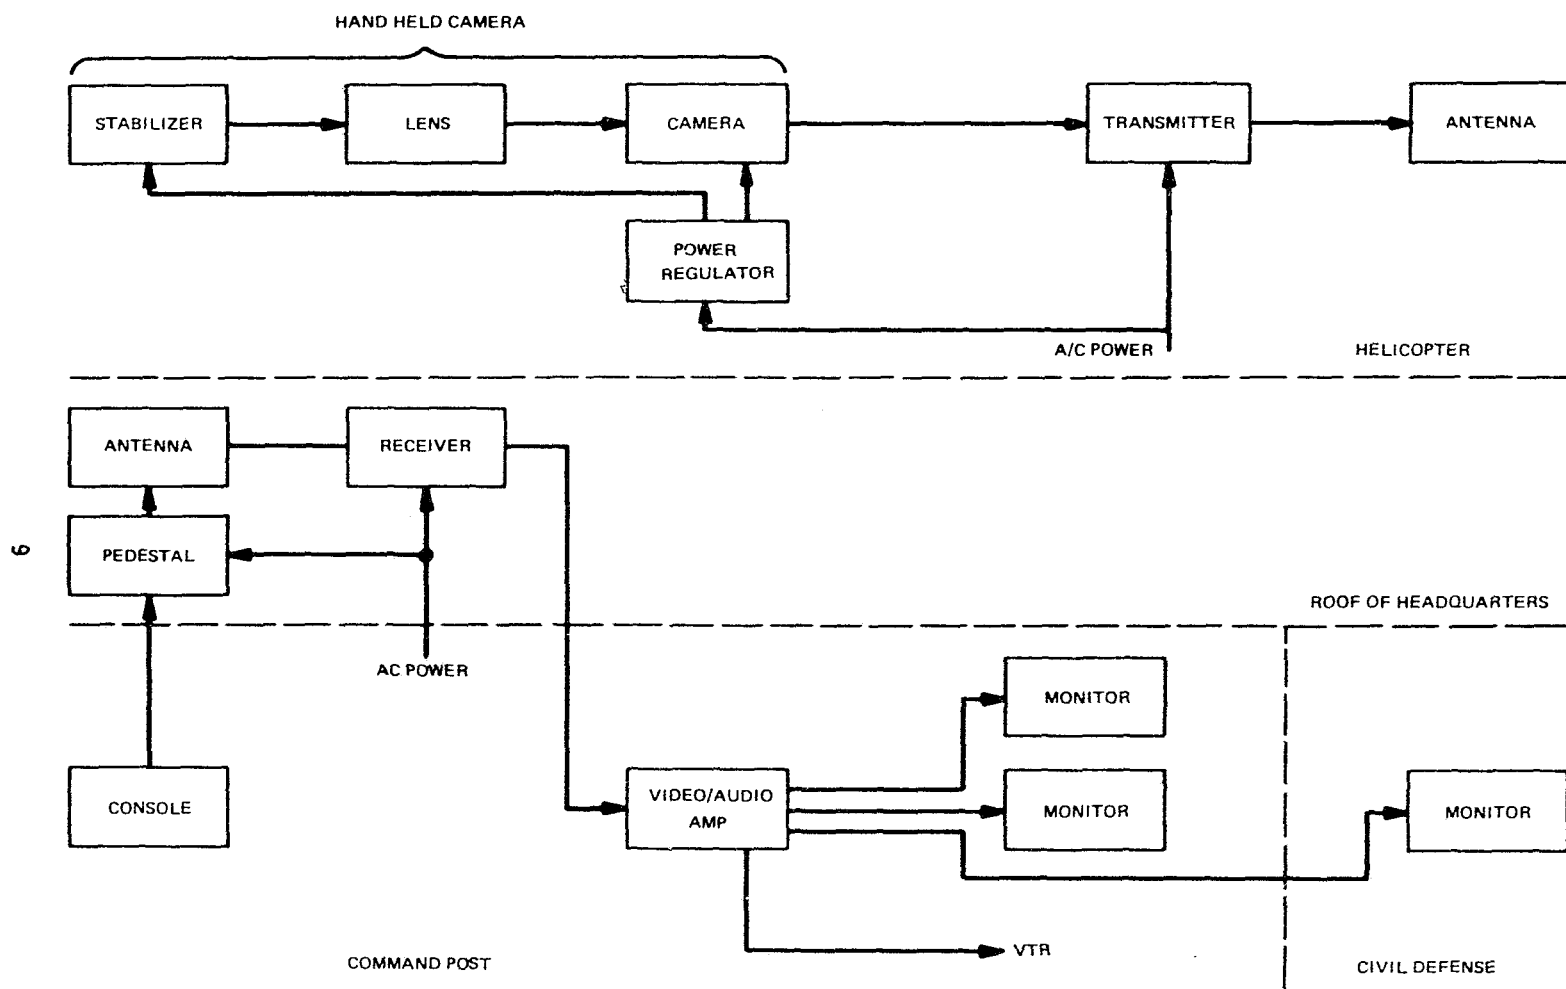 HAND HELD CAMERA
STABILIZER
LENS
CAMERA
TRANSMITTER
ANTENNA
POWER
REGULATOR
A/C POWER
HELICOPTER
ANTENNA
RECEIVER
PEDESTAL
9
ROOF OF HEADQUARTERS
AC POWER
MONITOR
CONSOLE
VIDEO/AUDIO
AMP
MONITOR
MONITOR
VTR
COMMAND POST
CIVIL DEFENSE